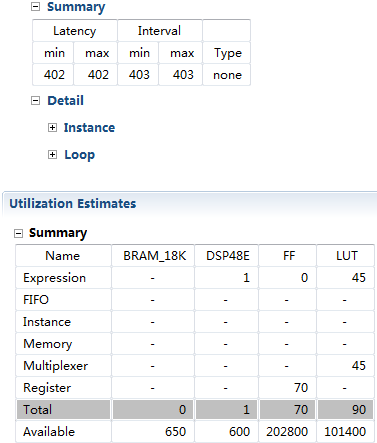 Summary
Latency Interval
min max min max Type
402 402 403 403 none
Detail
Instance
Loop
Utilization Estimates
Summary
Name BRAM_18K DSP48E FF LUT
Expression - 1 0 45
FIFO - - - -
Instance - - - -
Memory - - - -
Multiplexer - - - 45
Register - - 70 -
Total 0 1 70 90
Available 650 600 202800 101400